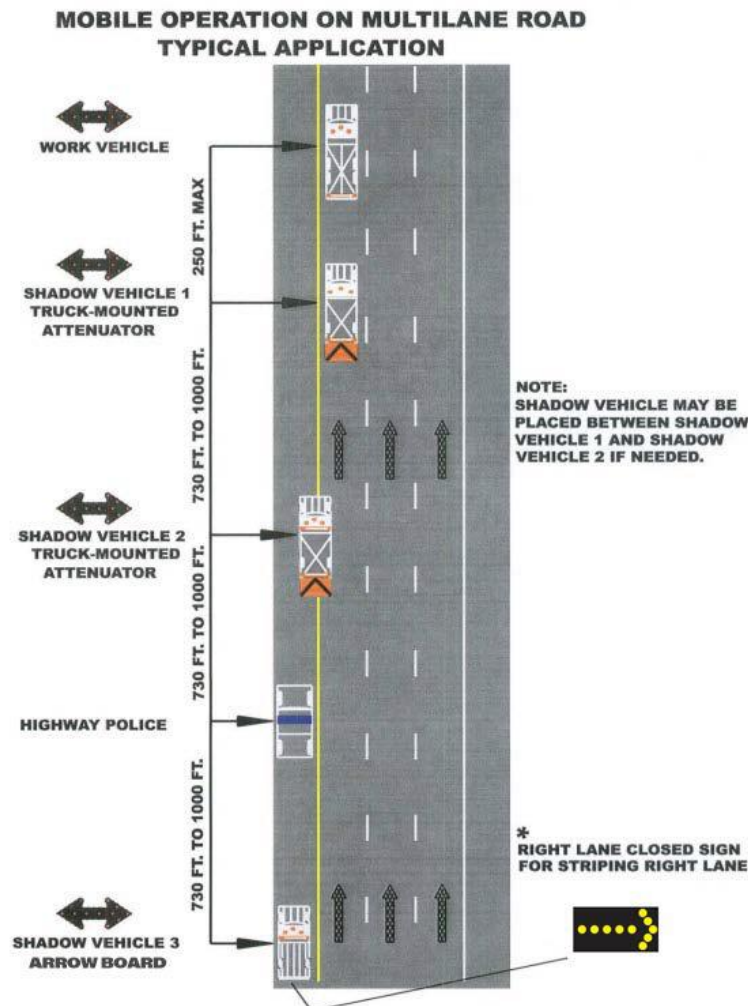 MOBILE OPERATION ON MULTILANE ROAD
TYPICAL APPLICATION
WORK VEHICLE
250 FT. MAX
SHADOW VEHICLE 1
TRUCK-MOUNTED
ATTENUATOR
730 FT. TO 1000 FT.
NOTE:
SHADOW VEHICLE MAY BE
PLACED BETWEEN SHADOW
VEHICLE 1 AND SHADOW
VEHICLE 2 IF NEEDED.
SHADOW VEHICLE 2
TRUCK-MOUNTED
ATTENUATOR
730 FT. TO 1000 FT.
HIGHWAY POLICE
730 FT. TO 1000 FT.
*
RIGHT LANE CLOSED SIGN
FOR STRIPING RIGHT LANE
SHADOW VEHICLE 3
ARROW BOARD